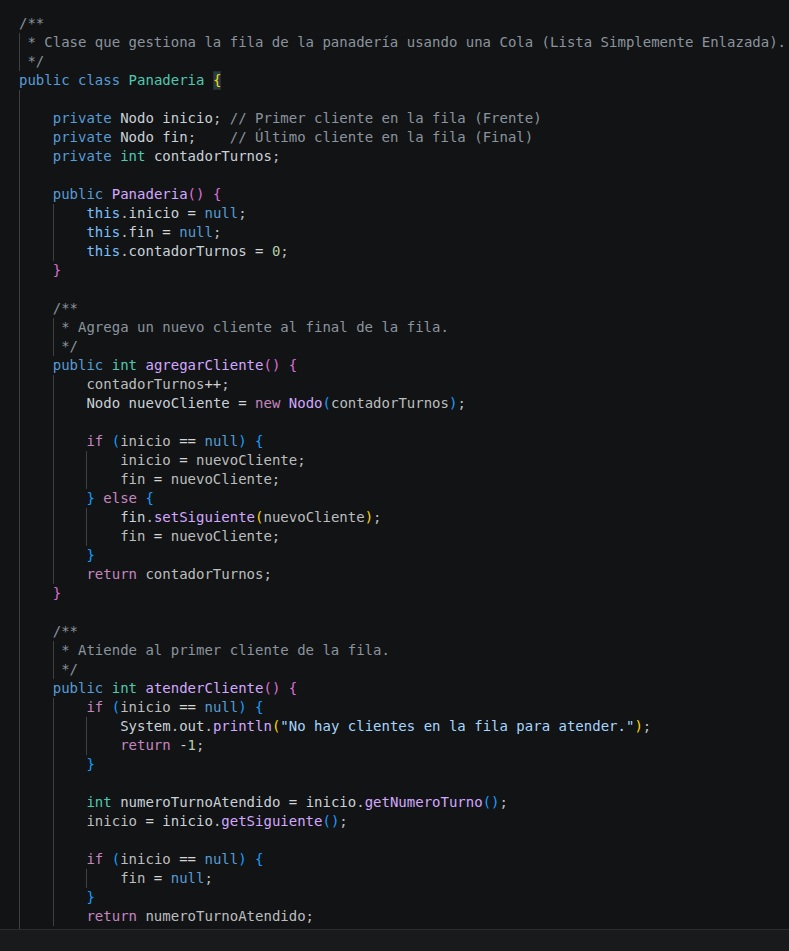 /**
 * Clase que gestiona la fila de la panadería usando una Cola (Lista Simplemente Enlazada).
 */
public class Panaderia {

    private Nodo inicio; // Primer cliente en la fila (Frente)
    private Nodo fin;    // Último cliente en la fila (Final)
    private int contadorTurnos;

    public Panaderia() {
        this.inicio = null;
        this.fin = null;
        this.contadorTurnos = 0;
    }

    /**
     * Agrega un nuevo cliente al final de la fila.
     */
    public int agregarCliente() {
        contadorTurnos++;
        Nodo nuevoCliente = new Nodo(contadorTurnos);

        if (inicio == null) {
            inicio = nuevoCliente;
            fin = nuevoCliente;
        } else {
            fin.setSiguiente(nuevoCliente);
            fin = nuevoCliente;
        }
        return contadorTurnos;
    }

    /**
     * Atiende al primer cliente de la fila.
     */
    public int atenderCliente() {
        if (inicio == null) {
            System.out.println("No hay clientes en la fila para atender.");
            return -1;
        }

        int numeroTurnoAtendido = inicio.getNumeroTurno();
        inicio = inicio.getSiguiente();

        if (inicio == null) {
            fin = null;
        }
        return numeroTurnoAtendido;